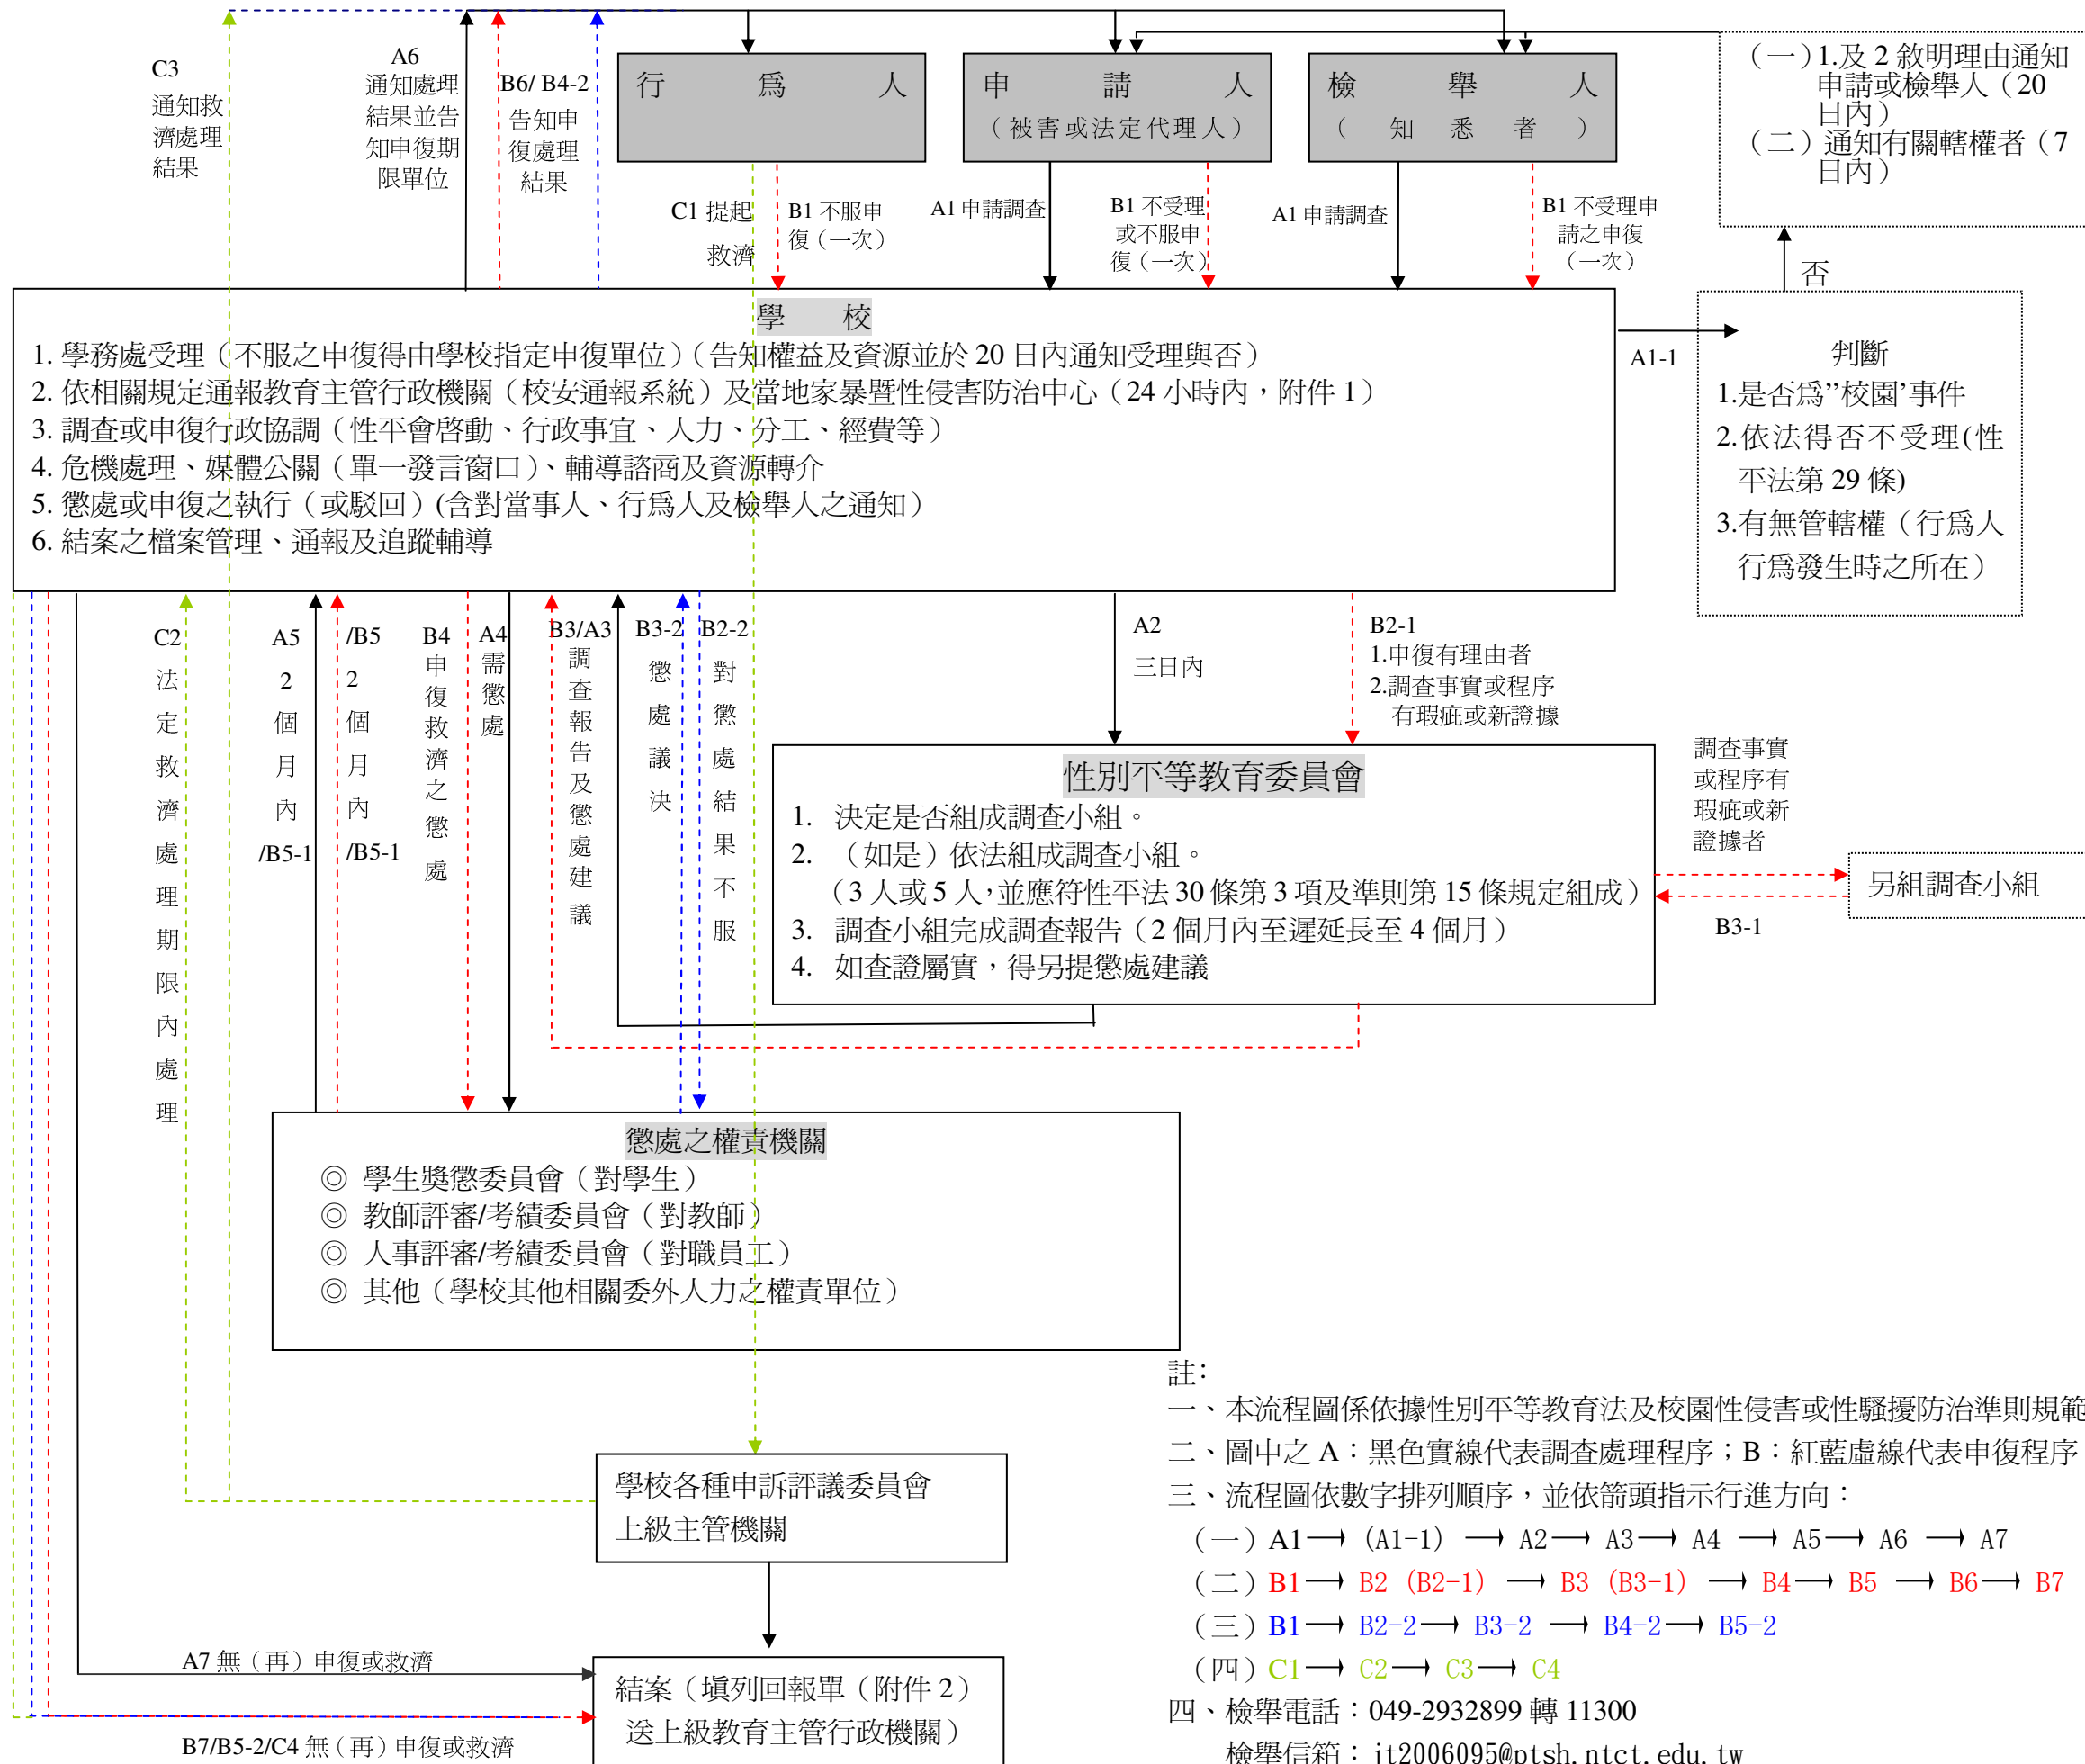 C3
通知救
濟處理
結果
A6
通知處理
結果並告
知申復期
限單位
B6/ B4-2
告知申
復處理
結果
行 為 人
申 請 人
（被害或法定代理人）
檢 舉 人
（ 知 悉 者 ）
（一）1.及 2 敘明理由通知
申請或檢舉人（20
日內）
（二）通知有關轄權者（7
日內）
C1 提起
救濟
B1 不服申
復（一次）
A1 申請調查
B1 不受理
或不服申
復（一次）
A1 申請調查
B1 不受理申
請之申復
（一次）
否
學 校
1. 學務處受理（不服之申復得由學校指定申復單位）（告知權益及資源並於 20 日內通知受理與否）
2. 依相關規定通報教育主管行政機關（校安通報系統）及當地家暴暨性侵害防治中心（24 小時內，附件 1）
3. 調查或申復行政協調（性平會啓動、行政事宜、人力、分工、經費等）
4. 危機處理、媒體公關（單一發言窗口）、輔導諮商及資源轉介
5. 懲處或申復之執行（或駁回）(含對當事人、行為人及檢舉人之通知）
6. 結案之檔案管理、通報及追蹤輔導
A1-1
判斷
1.是否為”校園’事件
2.依法得否不受理(性
平法第 29 條)
3.有無管轄權（行為人
行為發生時之所在）
C2
法定救濟處理期限內處理
A5
2
個月內
/B5-1
/B5
2
個月內
/B5-1
B4
申復救濟之懲處
A4
需懲處
B3/A3
調查報告及懲處建議
B3-2
懲處議決
B2-2
對懲處結果不服
A2
三日內
B2-1
1.申復有理由者
2.調查事實或程序
有瑕疵或新證據
性別平等教育委員會
1. 決定是否組成調查小組。
2. （如是）依法組成調查小組。
（3 人或 5 人，並應符性平法 30 條第 3 項及準則第 15 條規定組成）
3. 調查小組完成調查報告（2 個月內至遲延長至 4 個月）
4. 如查證屬實，得另提懲處建議
調查事實
或程序有
瑕疵或新
證據者
另組調查小組
B3-1
懲處之權責機關
◎ 學生獎懲委員會（對學生）
◎ 教師評審/考績委員會（對教師）
◎ 人事評審/考績委員會（對職員工）
◎ 其他（學校其他相關委外人力之權責單位）
學校各種申訴評議委員會
上級主管機關
A7 無（再）申復或救濟
結案（填列回報單（附件 2）
送上級教育主管行政機關）
B7/B5-2/C4 無（再）申復或救濟
註：
一、本流程圖係依據性別平等教育法及校園性侵害或性騷擾防治準則規範
二、圖中之 A：黑色實線代表調查處理程序；B：紅藍虛線代表申復程序
三、流程圖依數字排列順序，並依箭頭指示行進方向：
（一）A1→ (A1-1) → A2→ A3→ A4 → A5→ A6 → A7
（二）B1→ B2 (B2-1) → B3 (B3-1) → B4→ B5 → B6→ B7
（三）B1→ B2-2→ B3-2 → B4-2→ B5-2
（四）C1→ C2→ C3→ C4
四、檢舉電話：049-2932899 轉 11300
檢舉信箱：jt2006095@ptsh.ntct.edu.tw